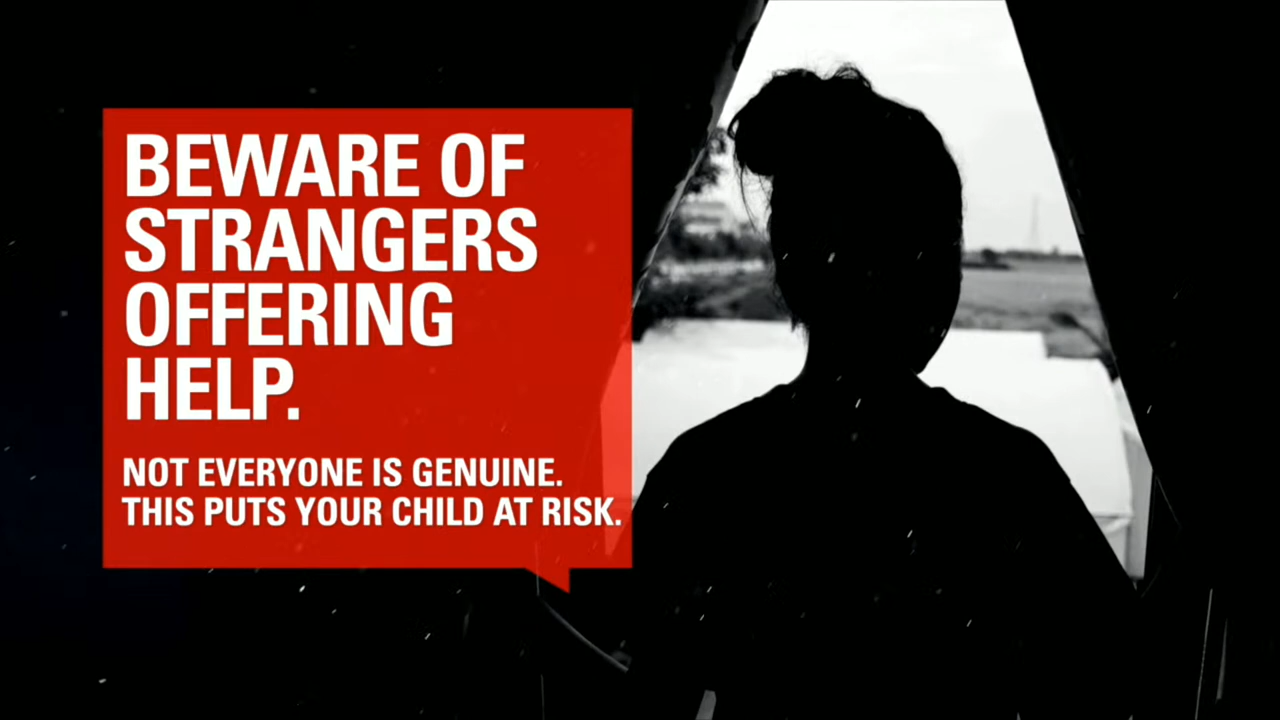 BEWARE OF
STRANGERS
OFFERING
HELP.
NOT EVERYONE IS GENUINE.
THIS PUTS YOUR CHILD AT RISK.